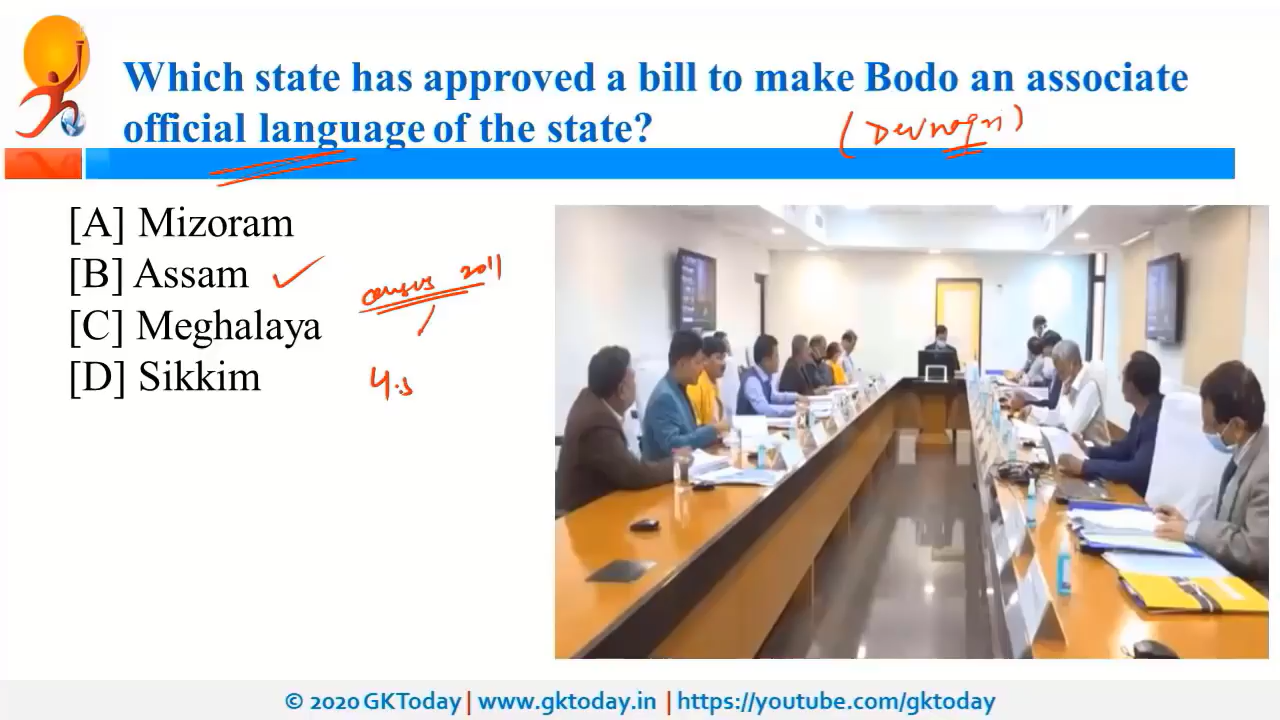 Which state has approved a bill to make Bodo an associate
official language of the state?
(Devnagri)
[A] Mizoram
[B] Assam
census 2011
[C] Meghalaya
[D] Sikkim
© 2020 GKToday | www.gktoday.in | https://youtube.com/gktoday